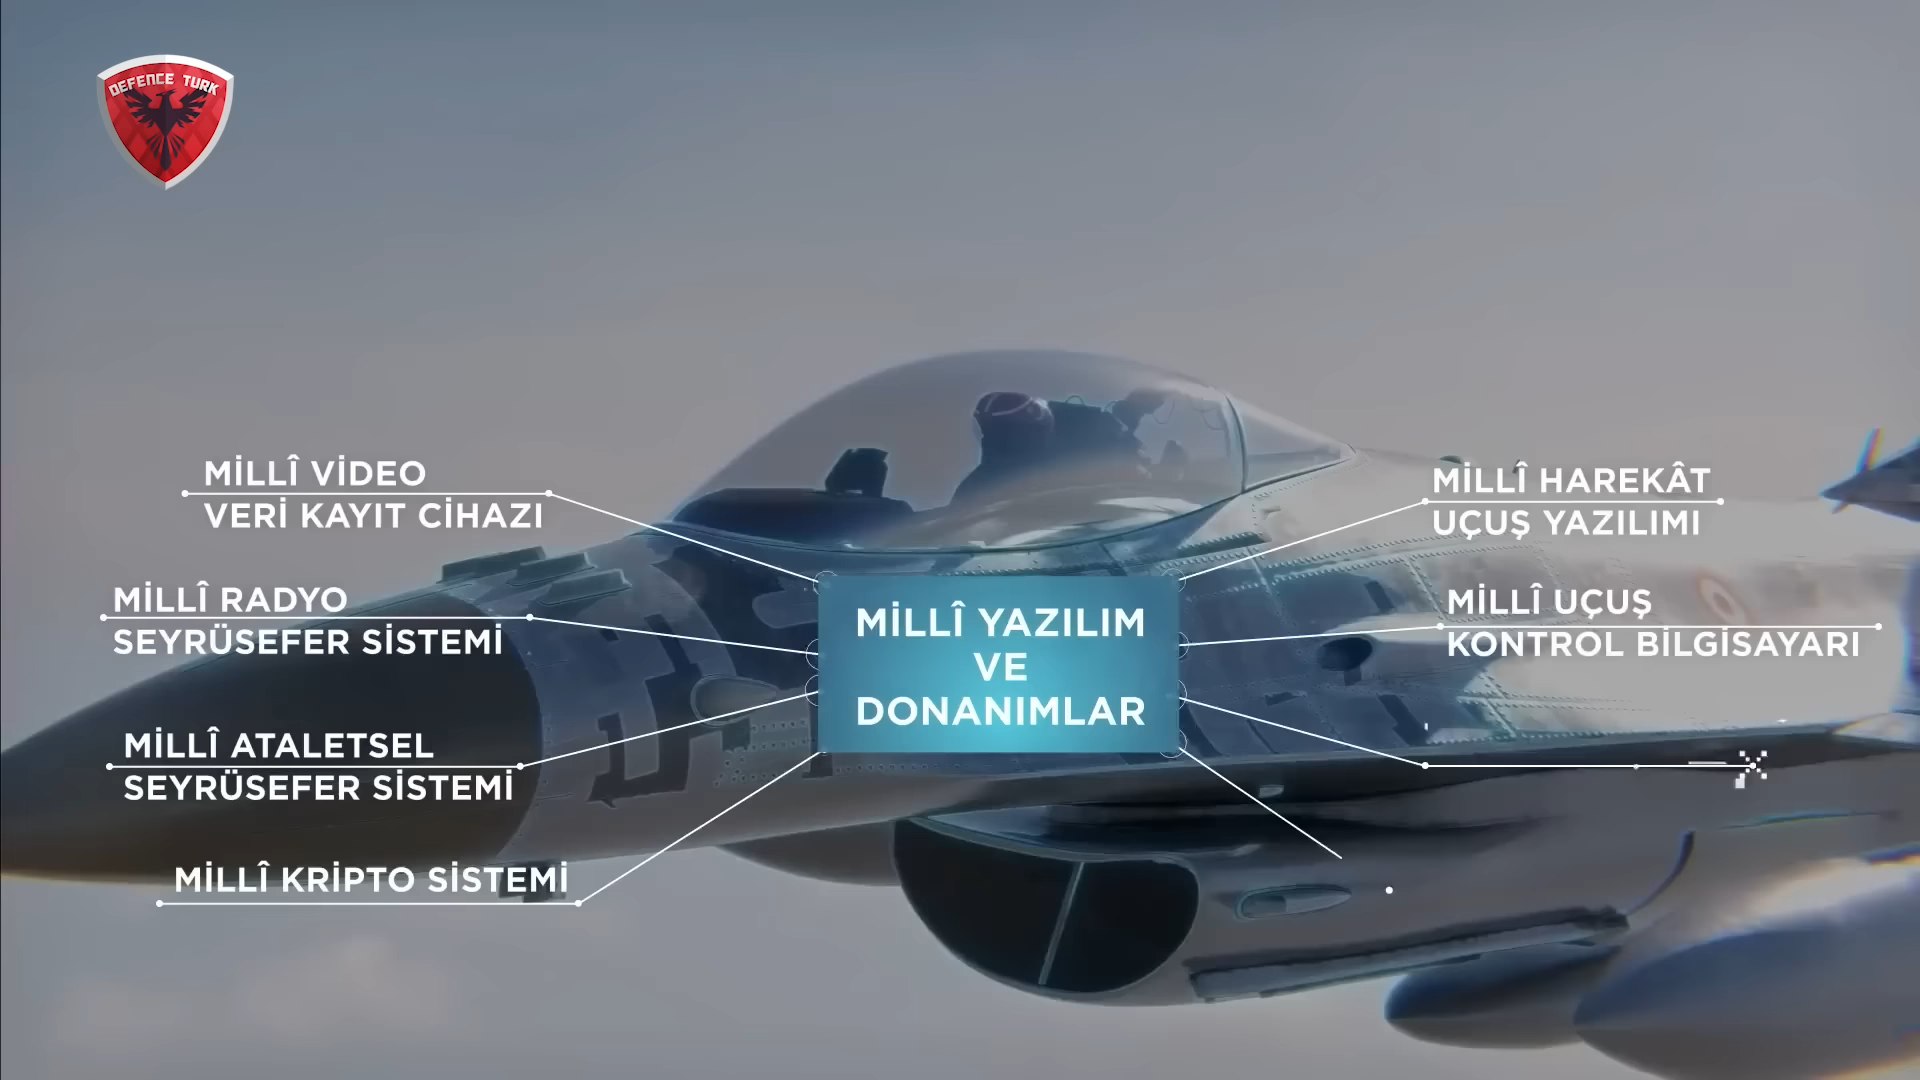 DEFENCE TURK
MİLLÎ VİDEO
VERİ KAYIT CİHAZI
MİLLÎ RADYO
SEYRÜSEFER SİSTEMİ
MİLLÎ ATALETSEL
SEYRÜSEFER SİSTEMİ
MİLLÎ KRİPTO SİSTEMİ
MİLLÎ YAZILIM
VE
DONANIMLAR
MİLLÎ HAREKÂT
UÇUŞ YAZILIMI
MİLLÎ UÇUŞ
KONTROL BİLGİSAYARI